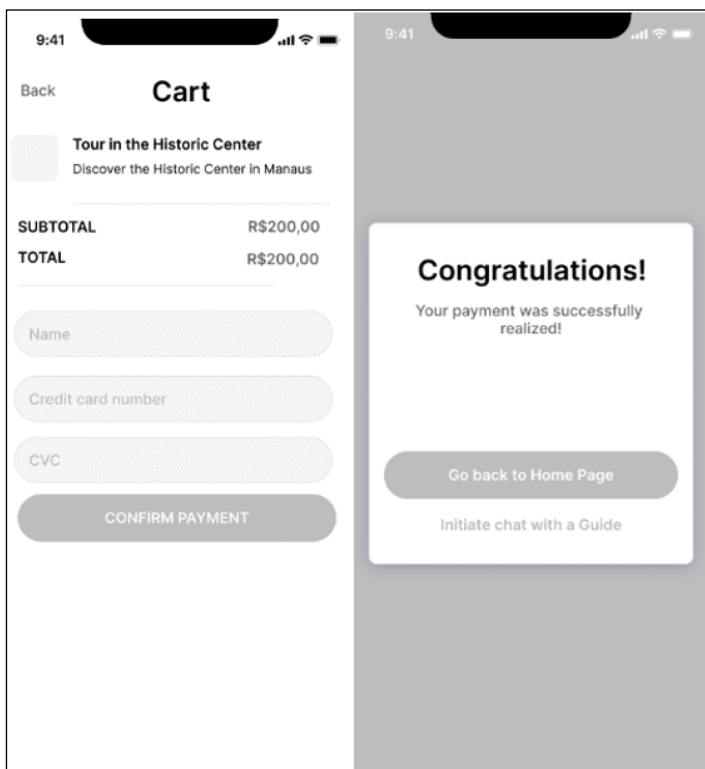 9:41
Back
Cart
Tour in the Historic Center
Discover the Historic Center in Manaus
SUBTOTAL R$200,00
TOTAL R$200,00
Name
Credit card number
CVC
CONFIRM PAYMENT
9:41
Congratulations!
Your payment was successfully
realized!
Go back to Home Page
Initiate chat with a Guide